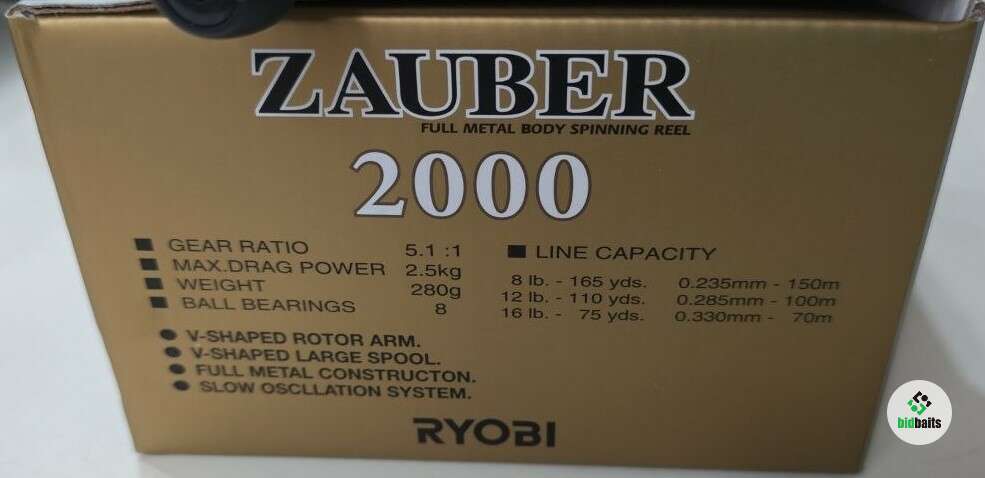 ZAUBER
FULL METAL BODY SPINNING REEL
2000
■ GEAR RATIO 5.1 :1
■ MAX.DRAG POWER 2.5kg
■ WEIGHT 280g
■ BALL BEARINGS 8
■ LINE CAPACITY
8 lb. - 165 yds. 0.235mm - 150m
12 lb. - 110 yds. 0.285mm - 100m
16 lb. - 75 yds. 0.330mm - 70m
● V-SHAPED ROTOR ARM.
● V-SHAPED LARGE SPOOL.
● FULL METAL CONSTRUCTON.
● SLOW OSCLLATION SYSTEM.
RYOBI
bidbaits